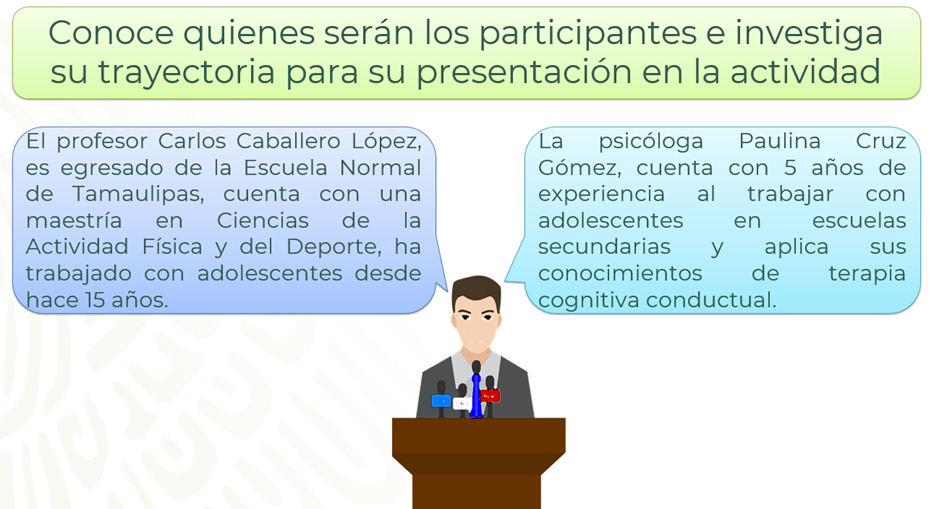 Conoce quienes serán los participantes e investiga
su trayectoria para su presentación en la actividad
El profesor Carlos Caballero López,
es egresado de la Escuela Normal
de Tamaulipas, cuenta con una
maestría en Ciencias de la
Actividad Física y del Deporte, ha
trabajado con adolescentes desde
hace 15 años.
La psicóloga Paulina Cruz
Gómez, cuenta con 5 años de
experiencia al trabajar con
adolescentes en escuelas
secundarias y aplica sus
conocimientos de terapia
cognitiva conductual.